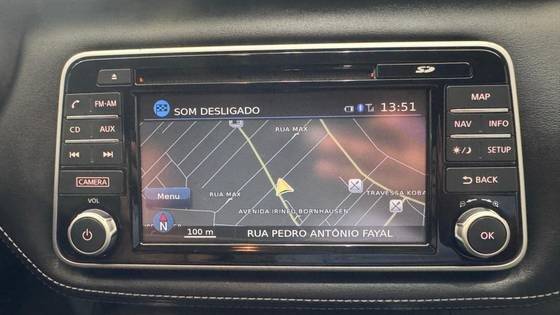 SD
FM-AM
CD
AUX
CAMERA
VOL
SOM DESLIGADO
13:51
RUA MAX
RUA MAX
TRAVESSA KOBA
Menu
AVENIDA IRINEU BORNHAUSEN
N
100 m
RUA PEDRO ANTÔNIO FAYAL
MAP
NAV
INFO
SETUP
BACK
OK